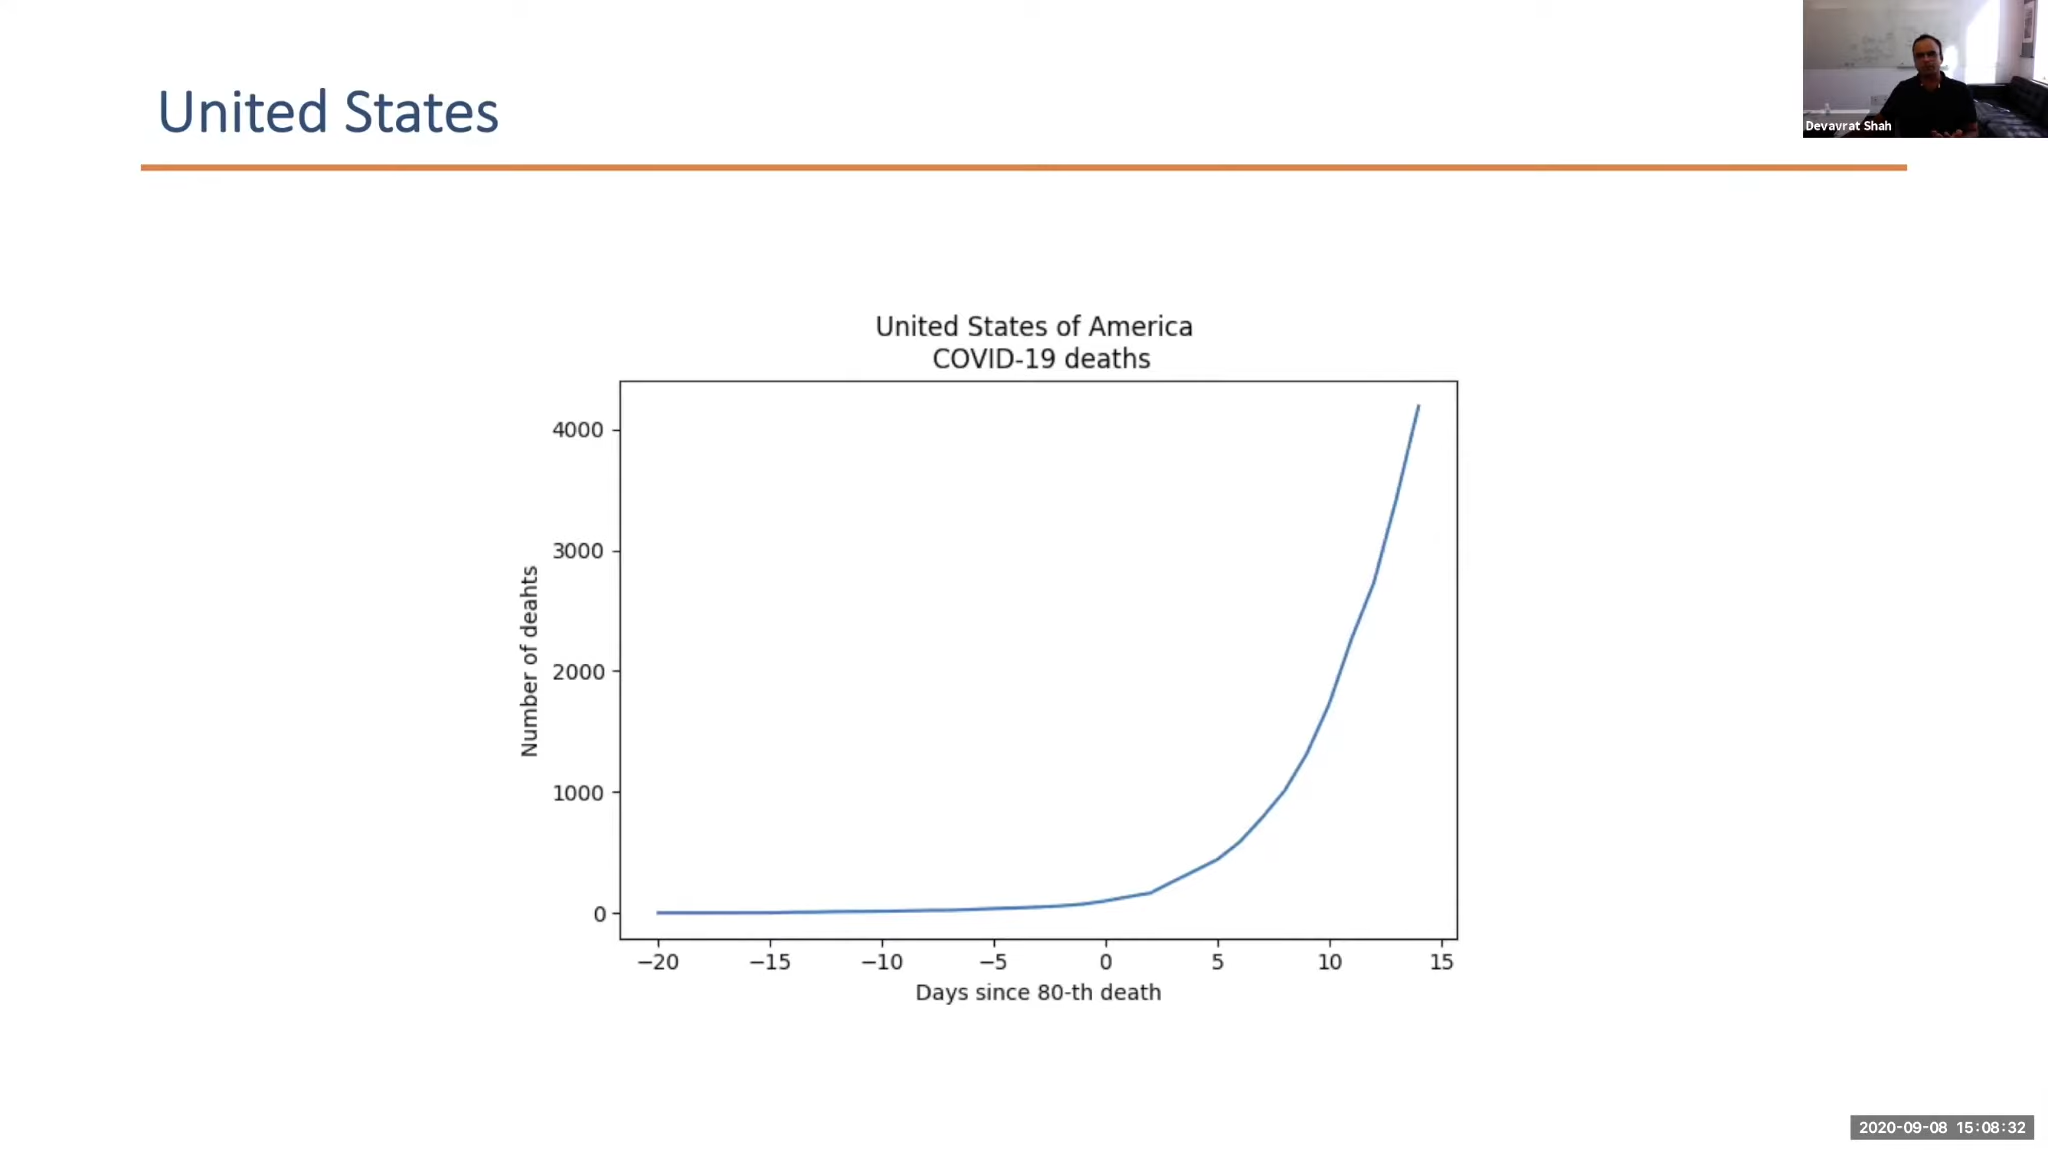 United States
Devavrat Shah
United States of America
COVID-19 deaths
4000
3000
2000
1000
0
Number of deahts
−20 −15 −10 −5 0 5 10 15
Days since 80-th death
2020-09-08 15:08:32